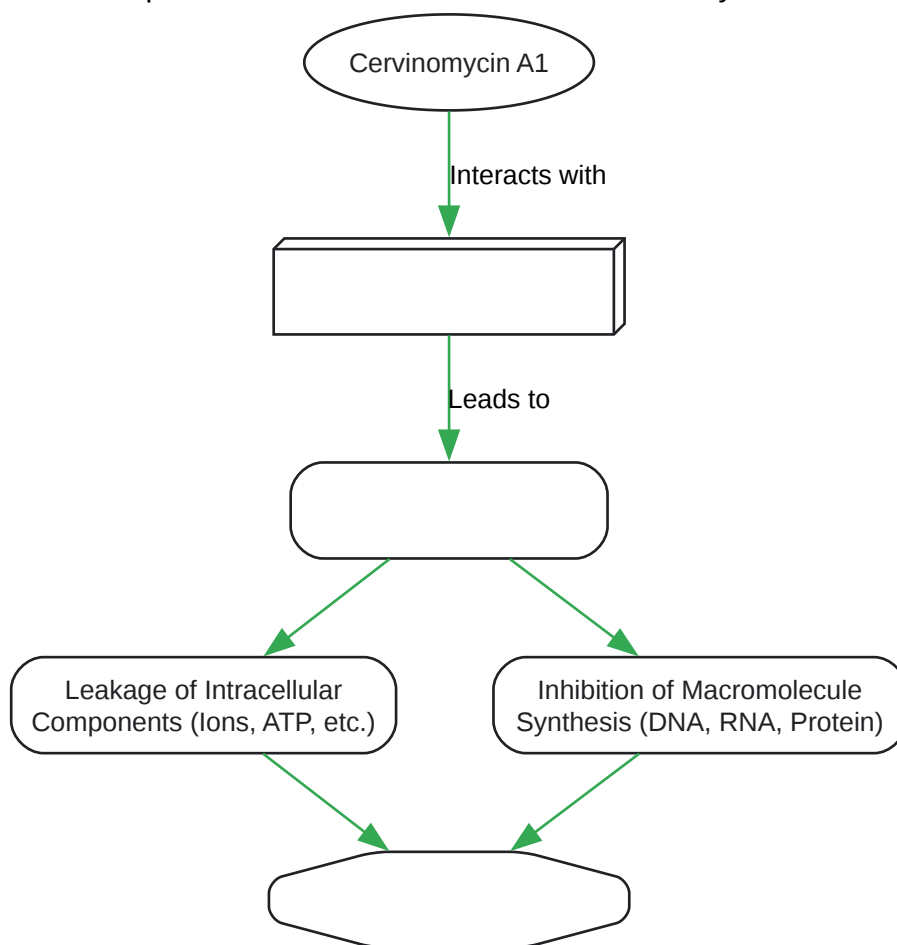 Cervinomycin A1
Interacts with
Leads to
Leakage of Intracellular
Components (Ions, ATP, etc.)
Inhibition of Macromolecule
Synthesis (DNA, RNA, Protein)